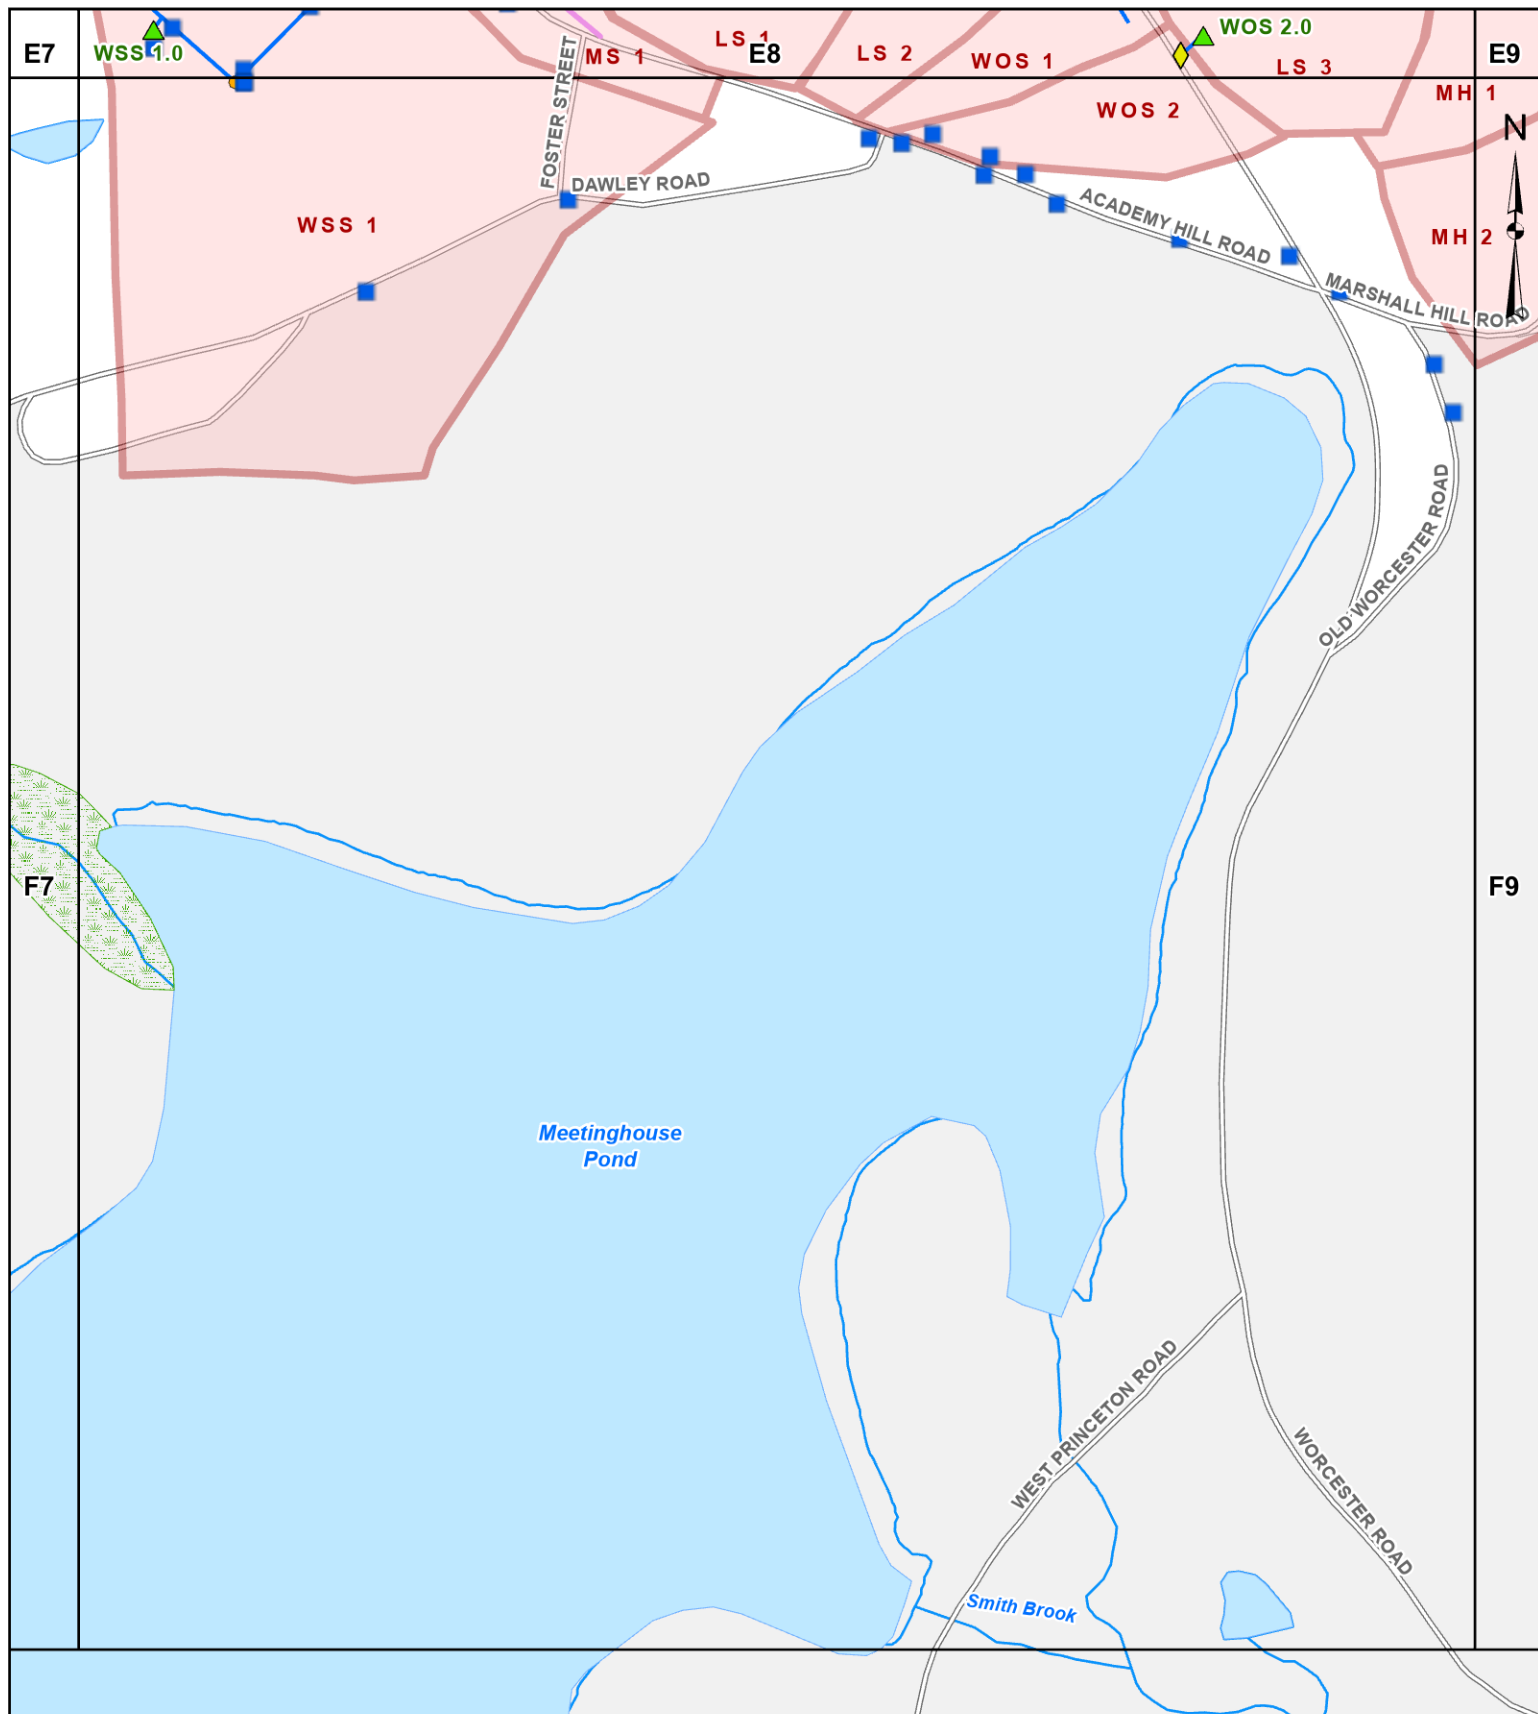 E7
WSS 1.0
FOSTER STREET
MS 1
LS 1
E8
LS 2
WOS 1
WOS 2.0
LS 3
E9
MH 1
WOS 2
N
DAWLEY ROAD
WSS 1
ACADEMY HILL ROAD
MH 2
MARSHALL HILL ROAD
OLD WORCESTER ROAD
F7
F9
Meetinghouse
Pond
WEST PRINCETON ROAD
WORCESTER ROAD
Smith Brook